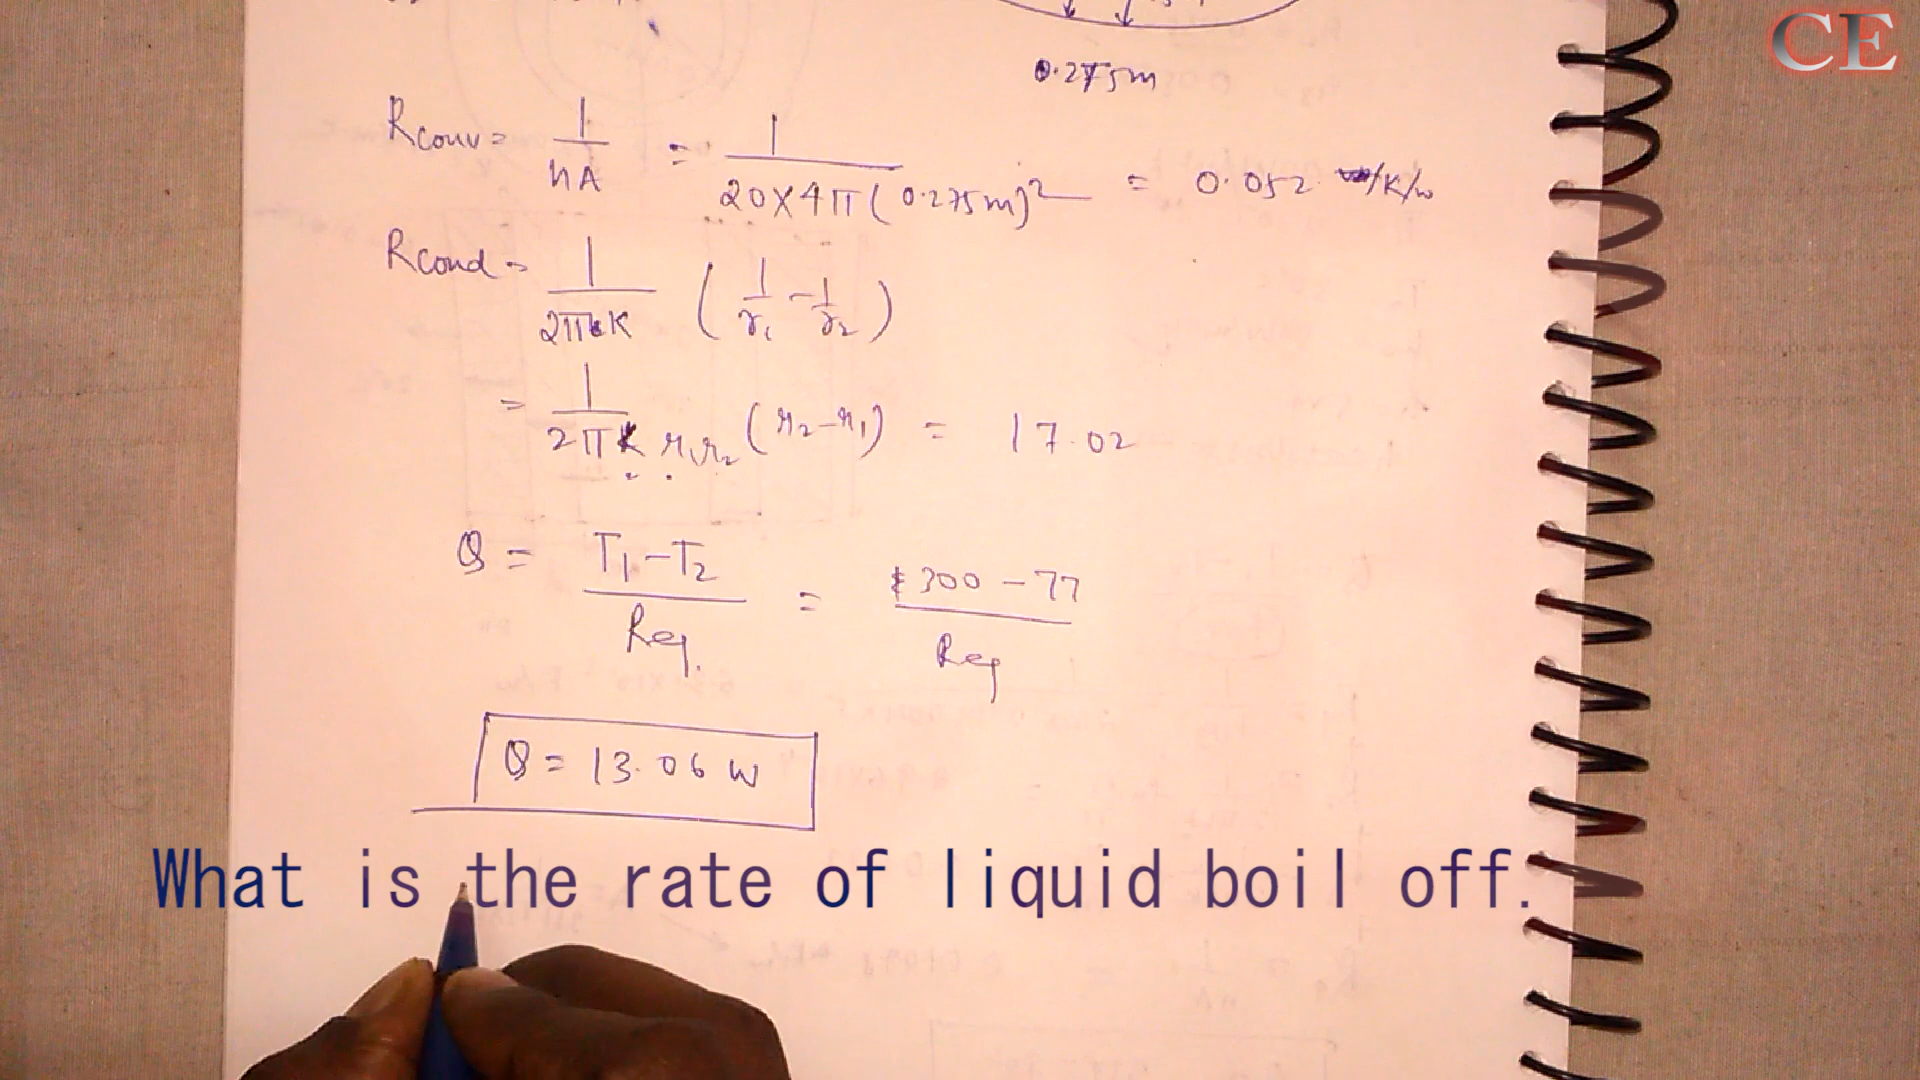 CE
0.275m
Rconv = 1/hA = 1/20×4π(0.275m)² = 0.052 K/w
Rcond = 1/2πK (1/r₁ - 1/r₂)
= 1/2πK r₁r₂ (r₂-r₁) = 17.02
Q = T₁-T₂/Req. = 300-77/Req
Q = 13.06 W
What is the rate of liquid boil off.